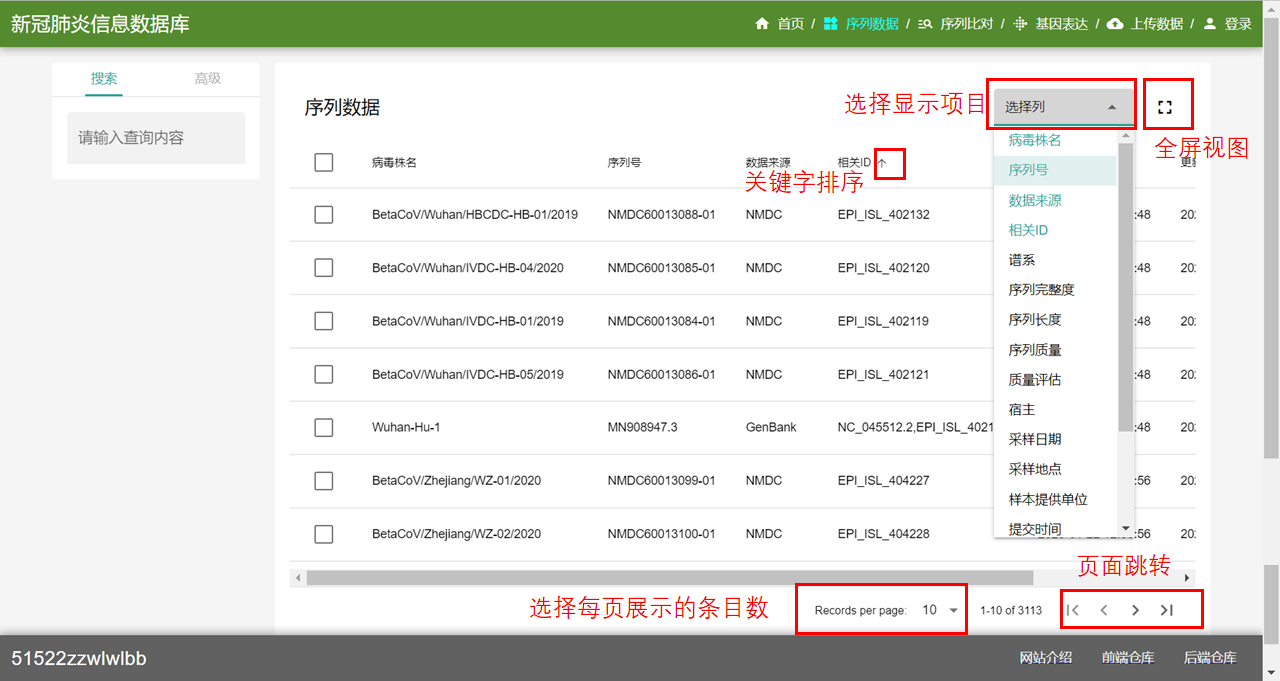 新冠肺炎信息数据库
首页 / 序列数据 / 序列比对 / 基因表达 / 上传数据 / 登录
搜索 高级
请输入查询内容
序列数据
选择显示项目
选择列
全屏视图
病毒株名 序列号 数据来源 相关ID
关键字排序
BetaCoV/Wuhan/HBCDC-HB-01/2019 NMDC60013088-01 NMDC EPI_ISL_402132 :48 202
BetaCoV/Wuhan/IVDC-HB-04/2020 NMDC60013085-01 NMDC EPI_ISL_402120 :48 202
BetaCoV/Wuhan/IVDC-HB-01/2019 NMDC60013084-01 NMDC EPI_ISL_402119 :48 202
BetaCoV/Wuhan/IVDC-HB-05/2019 NMDC60013086-01 NMDC EPI_ISL_402121 :48 202
Wuhan-Hu-1 MN908947.3 GenBank NC_045512.2,EPI_ISL_4021 :48 202
BetaCoV/Zhejiang/WZ-01/2020 NMDC60013099-01 NMDC EPI_ISL_404227 :56 202
BetaCoV/Zhejiang/WZ-02/2020 NMDC60013100-01 NMDC EPI_ISL_404228 :56 202
病毒株名
序列号
数据来源
相关ID
谱系
序列完整度
序列长度
序列质量
质量评估
宿主
采样日期
采样地点
样本提供单位
提交时间
页面跳转
选择每页展示的条目数
Records per page: 10 1-10 of 3113
51522zzwlwlbb
网站介绍 前端仓库 后端仓库